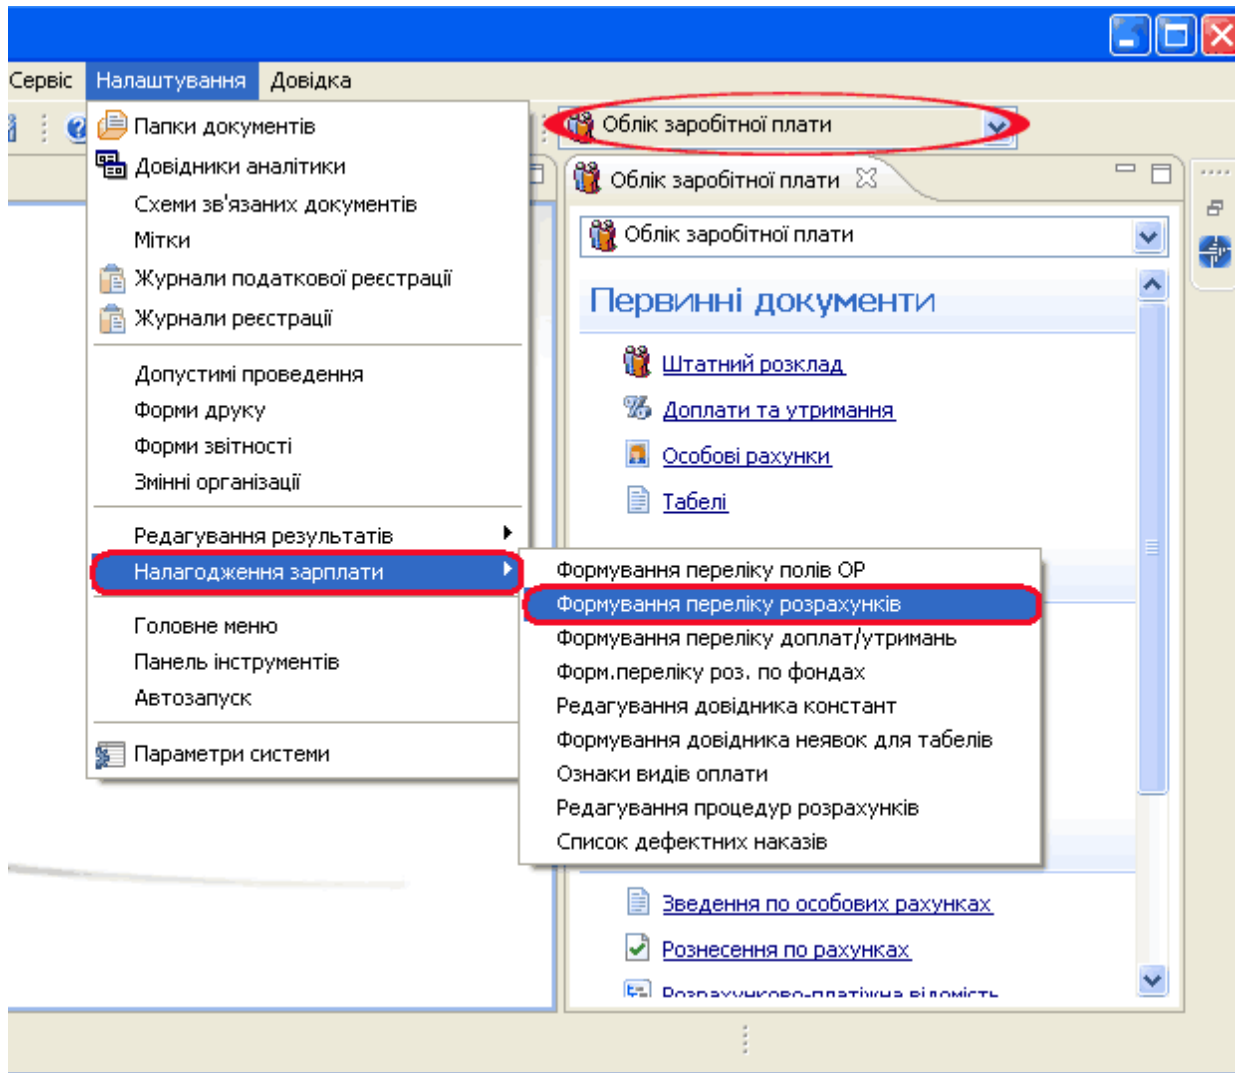 Сервіс Налаштування Довідка
Облік заробітної плати
Папки документів
Довідники аналітики
Схеми зв'язаних документів
Мітки
Журнали податкової реєстрації
Журнали реєстрації
Допустимі проведення
Форми друку
Форми звітності
Змінні організації
Редагування результатів
Налагодження зарплати
Головне меню
Панель інструментів
Автозапуск
Параметри системи
Формування переліку полів ОР
Формування переліку розрахунків
Формування переліку доплат/утримань
Форм.переліку роз. по фондах
Редагування довідника констант
Формування довідника неявок для табелів
Ознаки видів оплати
Редагування процедур розрахунків
Список дефектних наказів
Облік заробітної плати
Облік заробітної плати
Первинні документи
Штатний розклад
Доплати та утримання
Особові рахунки
Табелі
Зведення по особових рахунках
Рознесення по рахунках
Розрахунково-платіжна відомість